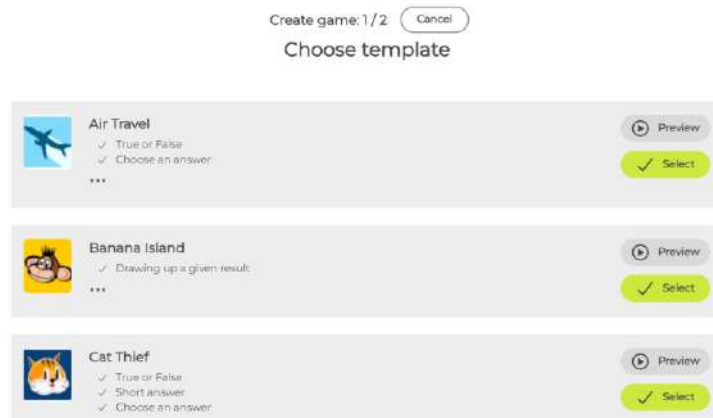 Create game: 1 / 2 Cancel
Choose template
Air Travel
True or False
Choose an answer
...
Preview
Select
Banana Island
Drawing up a given result
...
Preview
Select
Cat Thief
True or False
Short answer
Choose an answer
Preview
Select